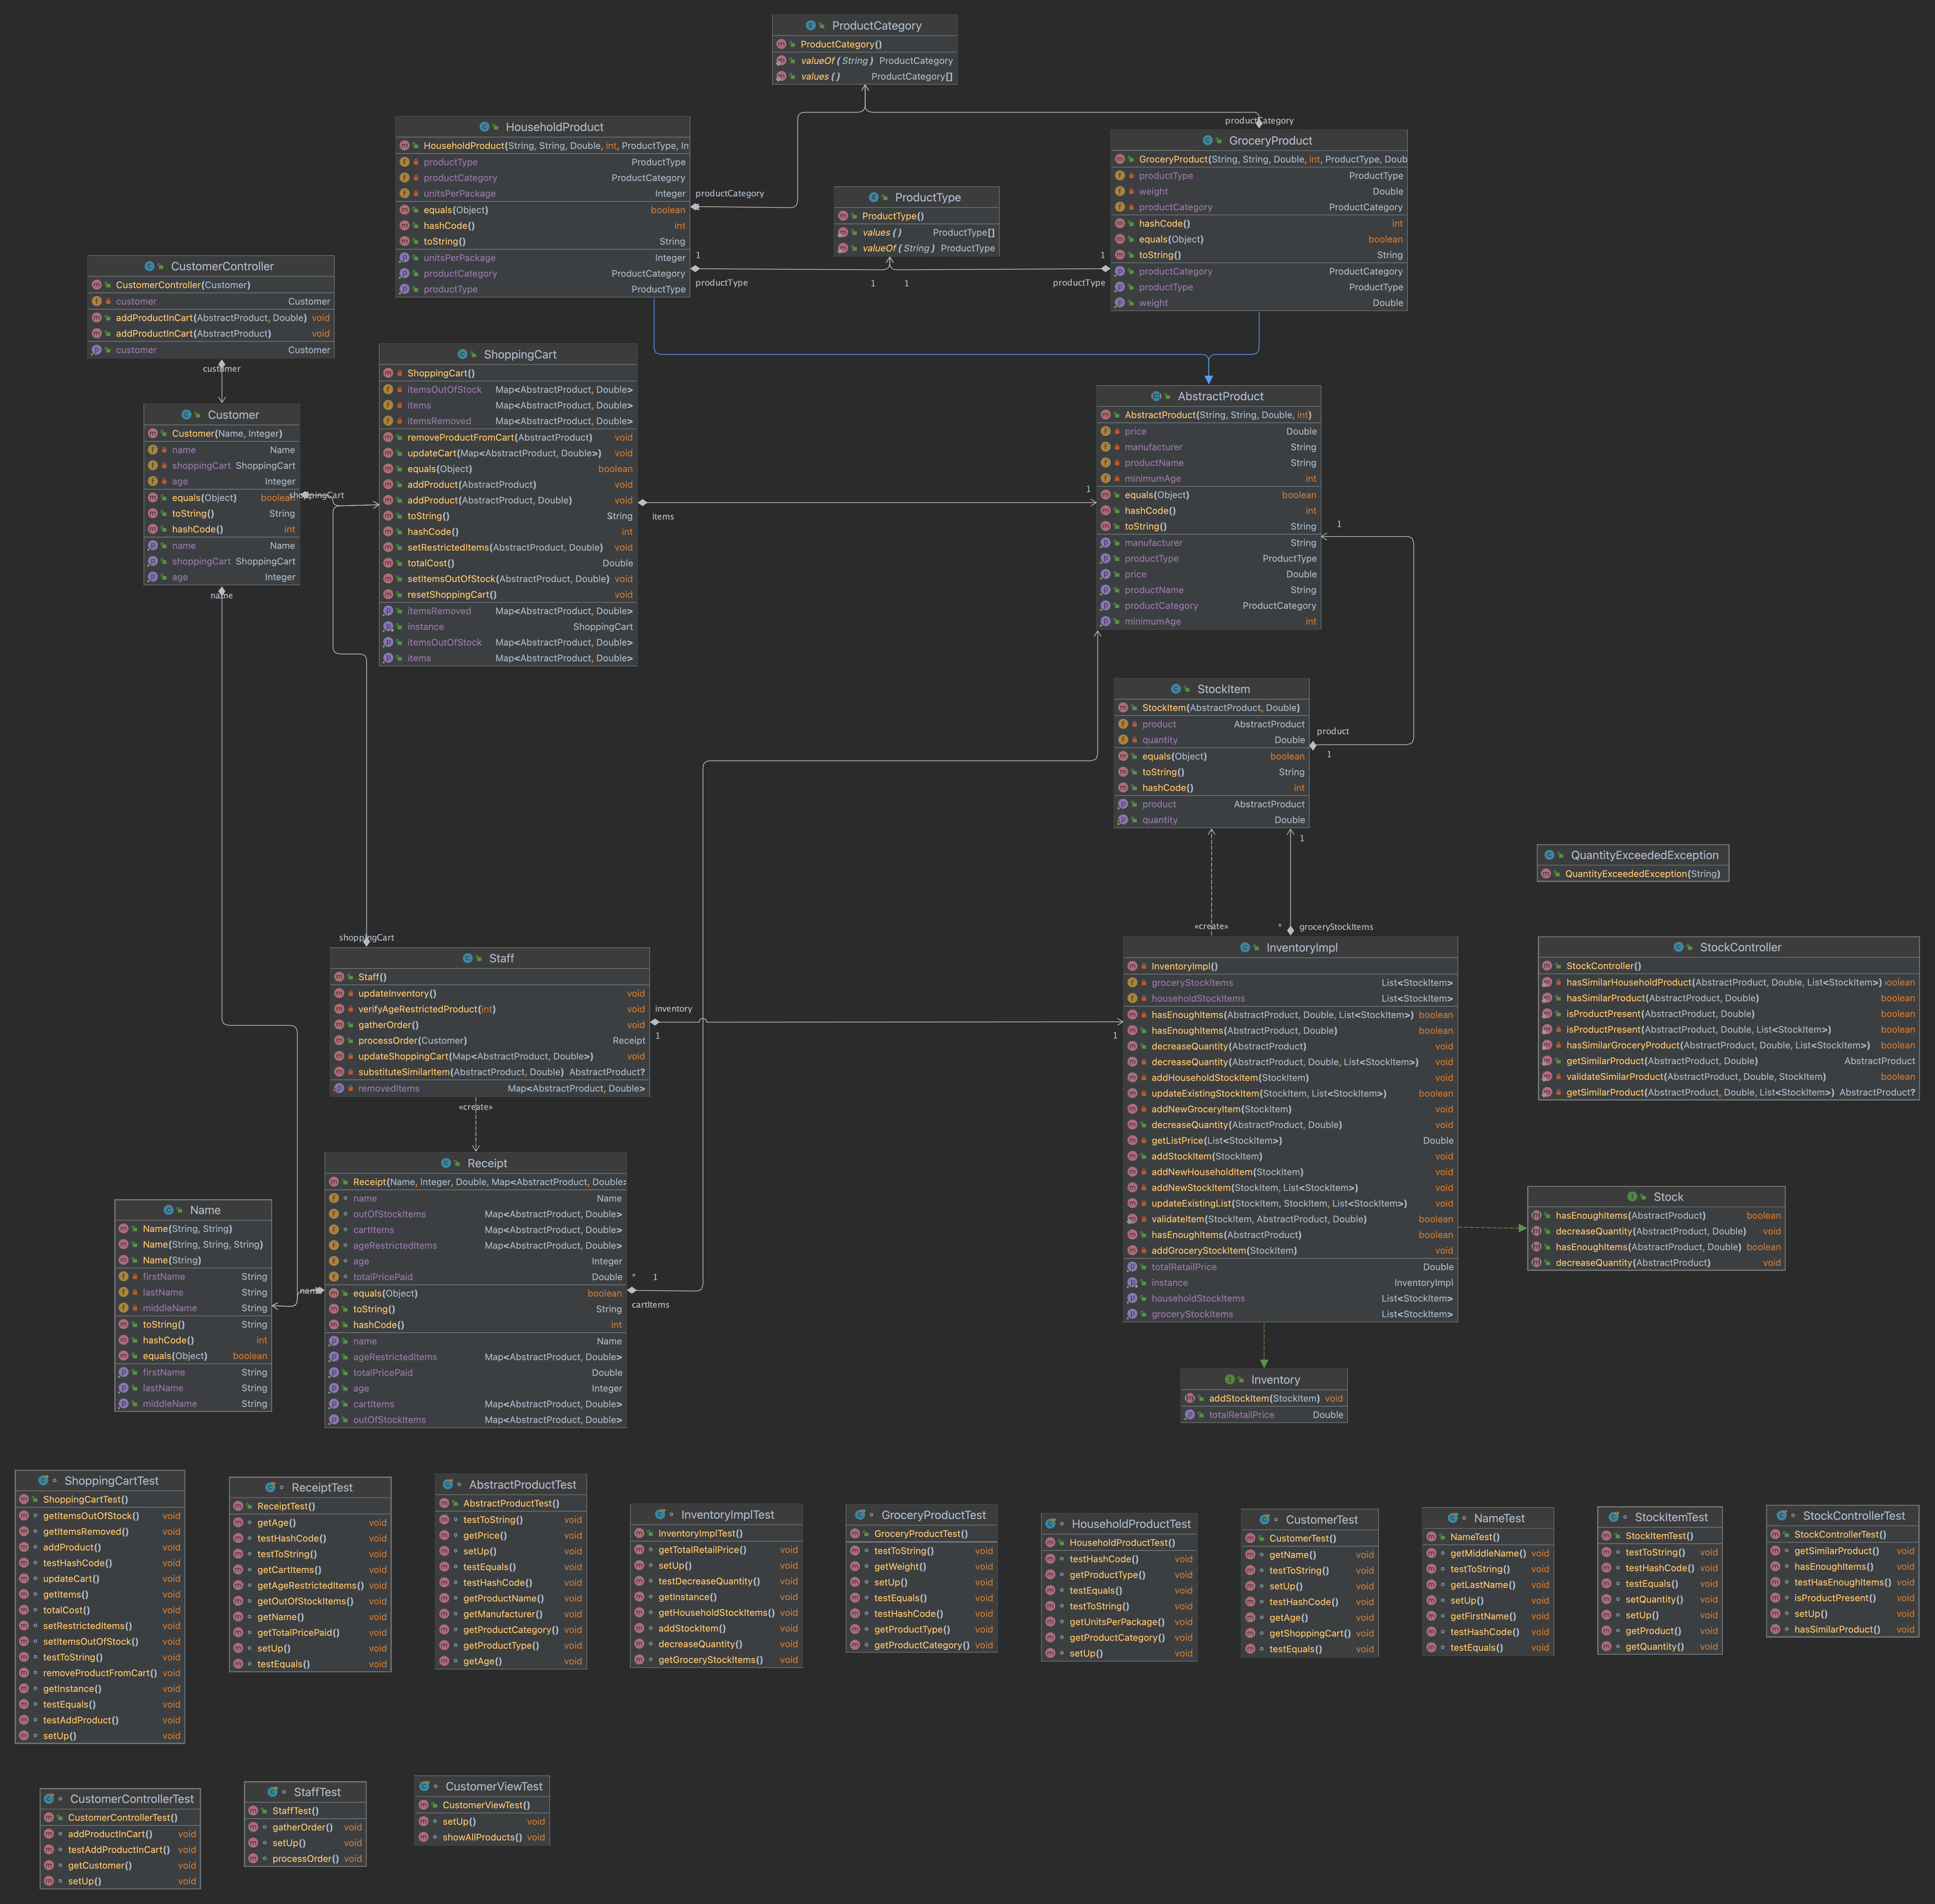 ProductCategory
ProductCategory()
valueOf(String) ProductCategory
values() ProductCategory[]
HouseholdProduct
HouseholdProduct(String, String, Double, int, ProductType, In
productType ProductType
productCategory ProductCategory
unitsPerPackage Integer
equals(Object) boolean
hashCode() int
toString() String
unitsPerPackage Integer
productCategory ProductCategory
productType ProductType
productCategory
1
productType
ProductType
ProductType()
values() ProductType[]
valueOf(String) ProductType
1 1
productCategory
GroceryProduct
GroceryProduct(String, String, Double, int, ProductType, Doub
productType ProductType
weight Double
productCategory ProductCategory
hashCode() int
equals(Object) boolean
toString() String
productCategory ProductCategory
productType ProductType
weight Double
1
productType
CustomerController
CustomerController(Customer)
customer Customer
addProductInCart(AbstractProduct, Double) void
addProductInCart(AbstractProduct) void
customer Customer
customer
Customer
Customer(Name, Integer)
name Name
shoppingCart ShoppingCart
age Integer
equals(Object) boolean
toString() String
hashCode() int
name Name
shoppingCart ShoppingCart
age Integer
shoppingCart
name
ShoppingCart
ShoppingCart()
itemsOutOfStock Map<AbstractProduct, Double>
items Map<AbstractProduct, Double>
itemsRemoved Map<AbstractProduct, Double>
removeProductFromCart(AbstractProduct) void
updateCart(Map<AbstractProduct, Double>) void
equals(Object) boolean
addProduct(AbstractProduct) void
addProduct(AbstractProduct, Double) void
toString() String
hashCode() int
setRestrictedItems(AbstractProduct, Double) void
totalCost() Double
setItemsOutOfStock(AbstractProduct, Double) void
resetShoppingCart() void
itemsRemoved Map<AbstractProduct, Double>
instance ShoppingCart
itemsOutOfStock Map<AbstractProduct, Double>
items Map<AbstractProduct, Double>
items
1
AbstractProduct
AbstractProduct(String, String, Double, int)
price Double
manufacturer String
productName String
minimumAge int
equals(Object) boolean
hashCode() int
toString() String
manufacturer String
productType ProductType
price Double
productName String
productCategory ProductCategory
minimumAge int
1
StockItem
StockItem(AbstractProduct, Double)
product AbstractProduct
quantity Double
equals(Object) boolean
toString() String
hashCode() int
product AbstractProduct
quantity Double
product
1
1
«create»
* groceryStockItems
QuantityExceededException
QuantityExceededException(String)
shoppingCart
Staff
Staff()
updateInventory() void
verifyAgeRestrictedProduct(int) void
gatherOrder() void
processOrder(Customer) Receipt
updateShoppingCart(Map<AbstractProduct, Double>) void
substituteSimilarItem(AbstractProduct, Double) AbstractProduct?
removedItems Map<AbstractProduct, Double>
inventory
1
1
«create»
InventoryImpl
InventoryImpl()
groceryStockItems List<StockItem>
householdStockItems List<StockItem>
hasEnoughItems(AbstractProduct, Double, List<StockItem>) boolean
hasEnoughItems(AbstractProduct, Double) boolean
decreaseQuantity(AbstractProduct) void
decreaseQuantity(AbstractProduct, Double, List<StockItem>) void
addHouseholdStockItem(StockItem) void
updateExistingStockItem(StockItem, List<StockItem>) boolean
addNewGroceryItem(StockItem) void
decreaseQuantity(AbstractProduct, Double) void
getListPrice(List<StockItem>) Double
addStockItem(StockItem) void
addNewHouseholdItem(StockItem) void
addNewStockItem(StockItem, List<StockItem>) void
updateExistingList(StockItem, StockItem, List<StockItem>) void
validateItem(StockItem, AbstractProduct, Double) boolean
hasEnoughItems(AbstractProduct) boolean
addGroceryStockItem(StockItem) void
totalRetailPrice Double
instance InventoryImpl
householdStockItems List<StockItem>
groceryStockItems List<StockItem>
StockController
StockController()
hasSimilarHouseholdProduct(AbstractProduct, Double, List<StockItem>) oolean
hasSimilarProduct(AbstractProduct, Double) boolean
isProductPresent(AbstractProduct, Double) boolean
isProductPresent(AbstractProduct, Double, List<StockItem>) boolean
hasSimilarGroceryProduct(AbstractProduct, Double, List<StockItem>) boolean
getSimilarProduct(AbstractProduct, Double) AbstractProduct
validateSimilarProduct(AbstractProduct, Double, StockItem) boolean
getSimilarProduct(AbstractProduct, Double, List<StockItem>) AbstractProduct?
Stock
hasEnoughItems(AbstractProduct) boolean
decreaseQuantity(AbstractProduct, Double) void
hasEnoughItems(AbstractProduct, Double) boolean
decreaseQuantity(AbstractProduct) void
Receipt
Receipt(Name, Integer, Double, Map<AbstractProduct, Double>
name Name
outOfStockItems Map<AbstractProduct, Double>
cartItems Map<AbstractProduct, Double>
ageRestrictedItems Map<AbstractProduct, Double>
age Integer
totalPricePaid Double
equals(Object) boolean
toString() String
hashCode() int
name Name
ageRestrictedItems Map<AbstractProduct, Double>
totalPricePaid Double
age Integer
cartItems Map<AbstractProduct, Double>
outOfStockItems Map<AbstractProduct, Double>
* 1
cartItems
name
Name
Name(String, String)
Name(String, String, String)
Name(String)
firstName String
lastName String
middleName String
toString() String
hashCode() int
equals(Object) boolean
firstName String
lastName String
middleName String
Inventory
addStockItem(StockItem) void
totalRetailPrice Double
ShoppingCartTest
ShoppingCartTest()
getItemsOutOfStock() void
getItemsRemoved() void
addProduct() void
testHashCode() void
updateCart() void
getItems() void
totalCost() void
setRestrictedItems() void
setItemsOutOfStock() void
testToString() void
removeProductFromCart() void
getInstance() void
testEquals() void
testAddProduct() void
setUp() void
ReceiptTest
ReceiptTest()
getAge() void
testHashCode() void
testToString() void
getCartItems() void
getAgeRestrictedItems() void
getOutOfStockItems() void
getName() void
getTotalPricePaid() void
setUp() void
testEquals() void
AbstractProductTest
AbstractProductTest()
testToString() void
getPrice() void
setUp() void
testEquals() void
testHashCode() void
getProductName() void
getManufacturer() void
getProductCategory() void
getProductType() void
getAge() void
InventoryImplTest
InventoryImplTest()
getTotalRetailPrice() void
setUp() void
testDecreaseQuantity() void
getInstance() void
getHouseholdStockItems() void
addStockItem() void
decreaseQuantity() void
getGroceryStockItems() void
GroceryProductTest
GroceryProductTest()
testToString() void
getWeight() void
setUp() void
testEquals() void
testHashCode() void
getProductType() void
getProductCategory() void
HouseholdProductTest
HouseholdProductTest()
testHashCode() void
getProductType() void
testEquals() void
testToString() void
getUnitsPerPackage() void
getProductCategory() void
setUp() void
CustomerTest
CustomerTest()
getName() void
testToString() void
setUp() void
testHashCode() void
getAge() void
getShoppingCart() void
testEquals() void
NameTest
NameTest()
getMiddleName() void
testToString() void
getLastName() void
setUp() void
getFirstName() void
testHashCode() void
testEquals() void
StockItemTest
StockItemTest()
testToString() void
testHashCode() void
testEquals() void
setQuantity() void
setUp() void
getProduct() void
getQuantity() void
StockControllerTest
StockControllerTest()
getSimilarProduct() void
hasEnoughItems() void
testHasEnoughItems() void
isProductPresent() void
setUp() void
hasSimilarProduct() void
CustomerControllerTest
CustomerControllerTest()
addProductInCart() void
testAddProductInCart() void
getCustomer() void
setUp() void
StaffTest
StaffTest()
gatherOrder() void
setUp() void
processOrder() void
CustomerViewTest
CustomerViewTest()
setUp() void
showAllProducts() void